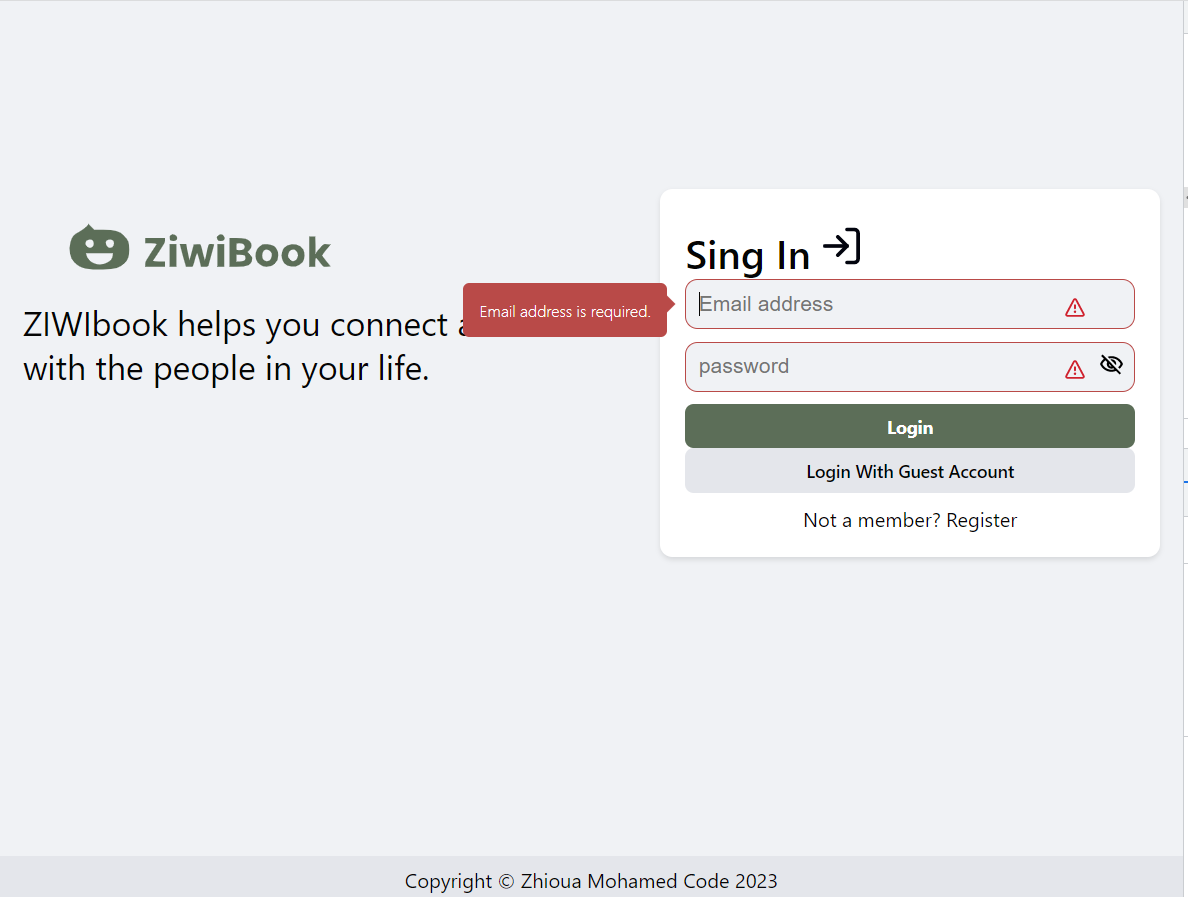 ZiwiBook
ZIWIbook helps you connect
with the people in your life.
Sing In
Email address is required.
Email address
password
Login
Login With Guest Account
Not a member? Register
Copyright © Zhioua Mohamed Code 2023